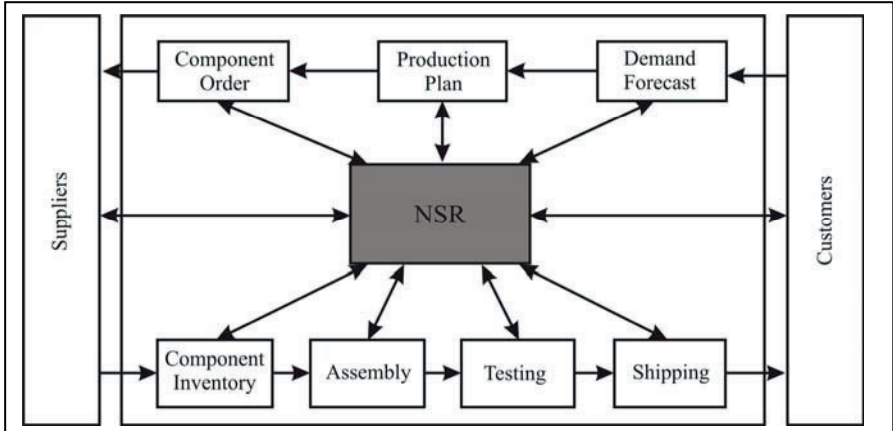 Suppliers
Component
Order
Production
Plan
Demand
Forecast
NSR
Component
Inventory
Assembly
Testing
Shipping
Customers